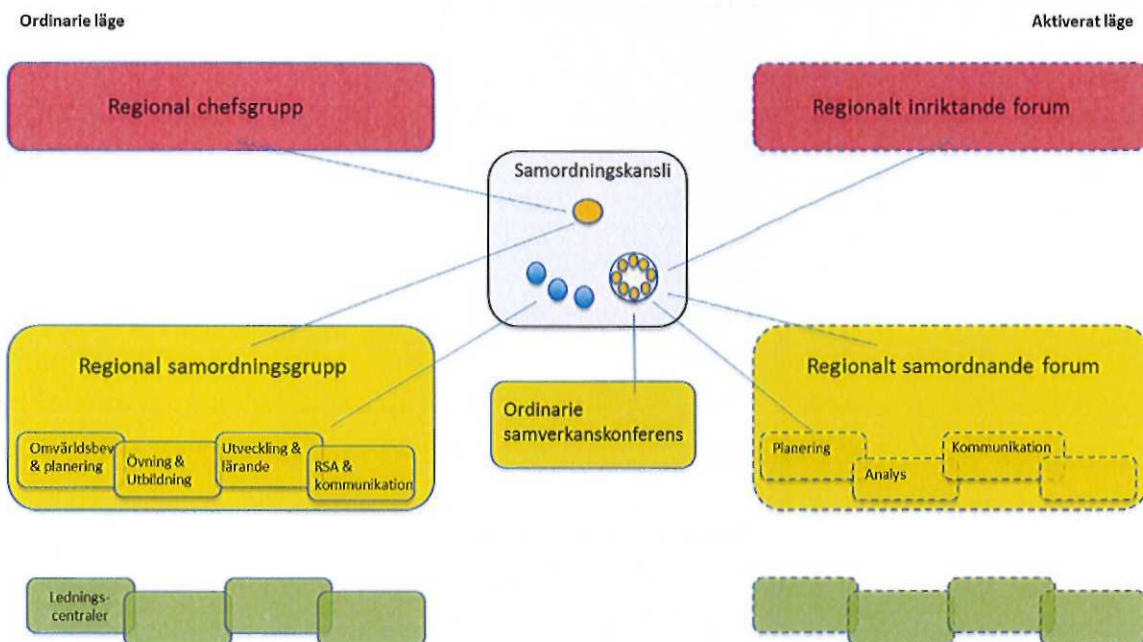 Ordinarie läge
Aktiverat läge
Regional chefsgrupp
Regionalt inriktande forum
Samordningskansli
Regional samordningsgrupp
Regionalt samordnande forum
Ordinarie
samverkanskonferens
Omvärldsbev
& planering
Övning &
Utbildning
Utveckling &
lärande
RSA &
kommunikation
Planering
Analys
Kommunikation
Lednings-
centraler